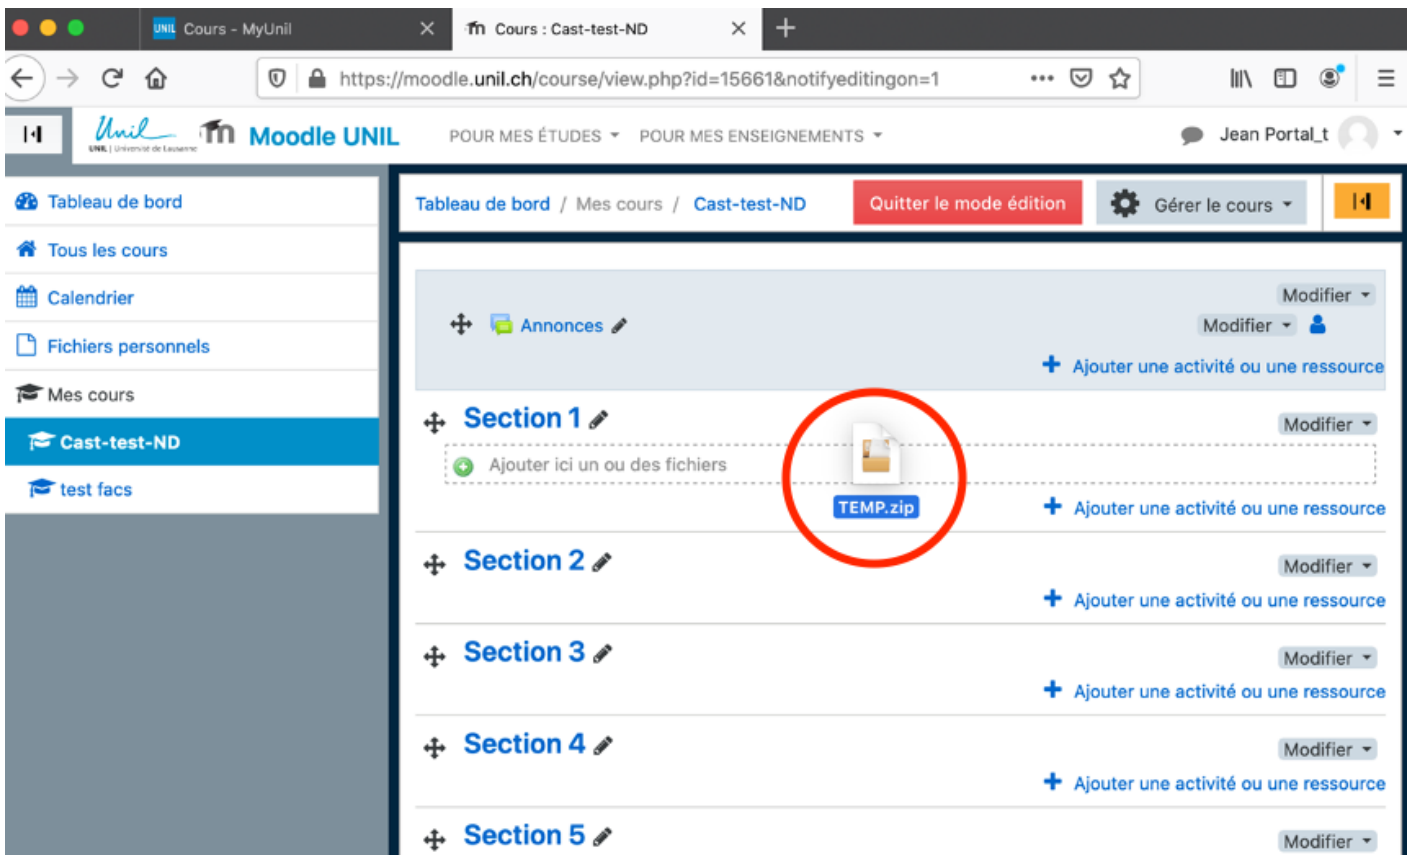 UNIL Cours - MyUnil
Cours : Cast-test-ND
https://moodle.unil.ch/course/view.php?id=15661&notifyeditingon=1
Unil
UNIL | Université de Lausanne
Moodle UNIL
POUR MES ÉTUDES
POUR MES ENSEIGNEMENTS
Jean Portal_t
Tableau de bord
Tous les cours
Calendrier
Fichiers personnels
Mes cours
Cast-test-ND
test facs
Tableau de bord / Mes cours / Cast-test-ND
Quitter le mode édition
Gérer le cours
Modifier
Annonces
Modifier
Ajouter une activité ou une ressource
Section 1
Modifier
Ajouter ici un ou des fichiers
TEMP.zip
Ajouter une activité ou une ressource
Section 2
Modifier
Ajouter une activité ou une ressource
Section 3
Modifier
Ajouter une activité ou une ressource
Section 4
Modifier
Ajouter une activité ou une ressource
Section 5
Modifier